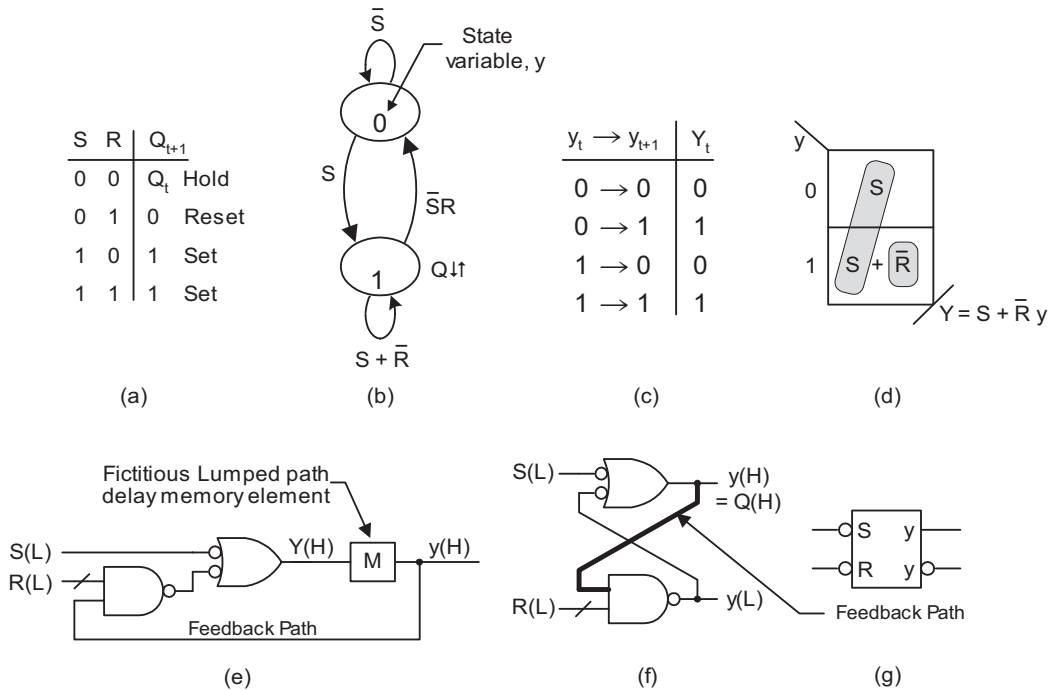 S̄
State
variable, y
0
S
S̄R
1
Q↓↑
S + R̄
(b)
S R Q_{t+1}
0 0 Q_t Hold
0 1 0 Reset
1 0 1 Set
1 1 1 Set
(a)
y_t → y_{t+1} Y_t
0 → 0 0
0 → 1 1
1 → 0 0
1 → 1 1
(c)
y
0 S
1 S + R̄
Y = S + R̄ y
(d)
Fictitious Lumped path
delay memory element
S(L)
R(L)
Y(H)
M
y(H)
Feedback Path
(e)
S(L)
y(H)
= Q(H)
R(L)
y(L)
Feedback Path
(f)
S y
R y
(g)